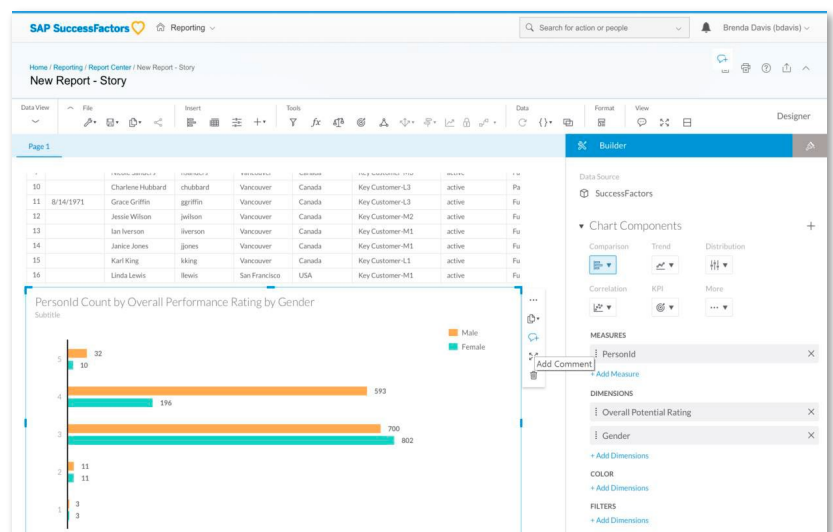 SAP SuccessFactors Reporting Search for action or people Brenda Davis (bdavis)
Home / Reporting / Report Center / New Report - Story
New Report - Story
Data View File Insert Tools Data Format View
fx Designer
Page 1 Builder
10 Charlene Hubbard chubbard Vancouver Canada Key Customer-L3 active Pa
11 8/14/1971 Grace Griffin ggriffin Vancouver Canada Key Customer-L3 active Fu
12 Jessie Wilson jwilson Vancouver Canada Key Customer-M2 active Fu
13 Ian Iverson iiverson Vancouver Canada Key Customer-M1 active Fu
14 Janice Jones jjones Vancouver Canada Key Customer-M1 active Fu
15 Karl King kking Vancouver Canada Key Customer-L1 active Fu
16 Linda Lewis llewis San Francisco USA Key Customer-M1 active Fu
PersonId Count by Overall Performance Rating by Gender
Subtitle
Male
Female
5 32
10
4 593
196
3 700
802
2 11
11
1 3
3
Add Comment
Data Source
SuccessFactors
Chart Components
Comparison Trend Distribution
Correlation KPI More
MEASURES
PersonId
+ Add Measure
DIMENSIONS
Overall Potential Rating
Gender
+ Add Dimensions
COLOR
+ Add Dimensions
FILTERS
+ Add Dimensions